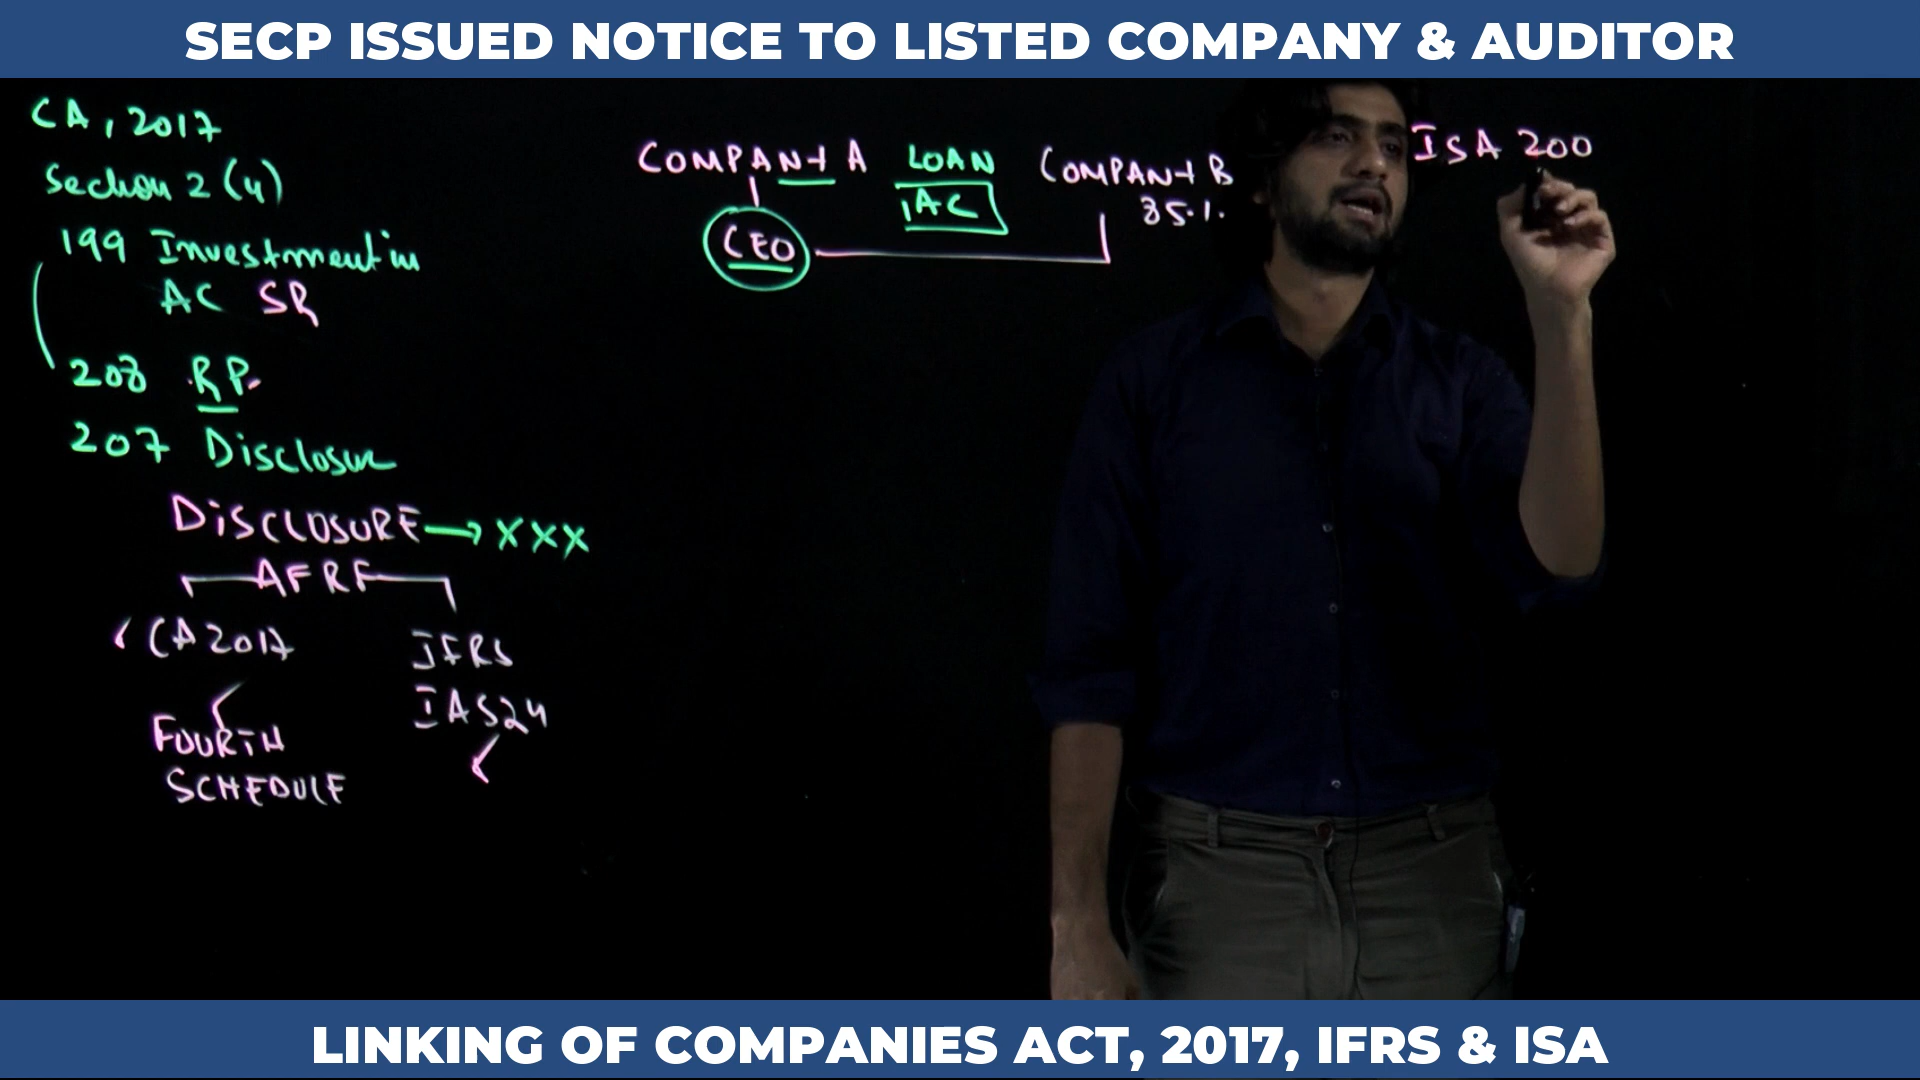 SECP ISSUED NOTICE TO LISTED COMPANY & AUDITOR
CA, 2017
Section 2 (4)
199 Investment in
AC SR
208 RP
207 Disclosure
DISCLOSURE → XXX
AFRF
CA 2017
IFRS
IAS 24
FOURTH
SCHEDULE
COMPANY A LOAN COMPANY B
AC 35%
CEO
ISA 200
LINKING OF COMPANIES ACT, 2017, IFRS & ISA